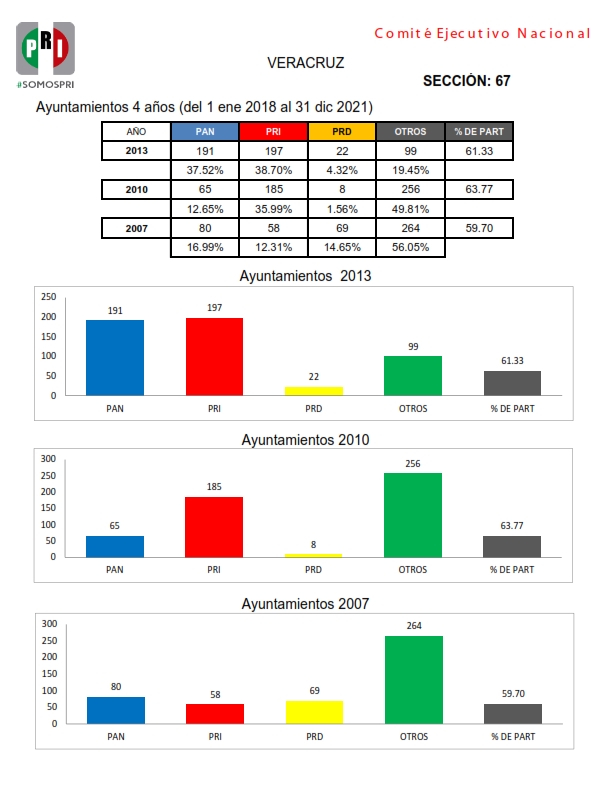 Comité Ejecutivo Nacional
PRI
#SOMOSPRI
VERACRUZ
SECCIÓN: 67
Ayuntamientos 4 años (del 1 ene 2018 al 31 dic 2021)
AÑO PAN PRI PRD OTROS % DE PART
2013 191 197 22 99 61.33
37.52% 38.70% 4.32% 19.45%
2010 65 185 8 256 63.77
12.65% 35.99% 1.56% 49.81%
2007 80 58 69 264 59.70
16.99% 12.31% 14.65% 56.05%
Ayuntamientos 2013
250
200
150
100
50
0
191 197 22 99 61.33
PAN PRI PRD OTROS % DE PART
Ayuntamientos 2010
300
250
200
150
100
50
0
65 185 8 256 63.77
PAN PRI PRD OTROS % DE PART
Ayuntamientos 2007
300
250
200
150
100
50
0
80 58 69 264 59.70
PAN PRI PRD OTROS % DE PART